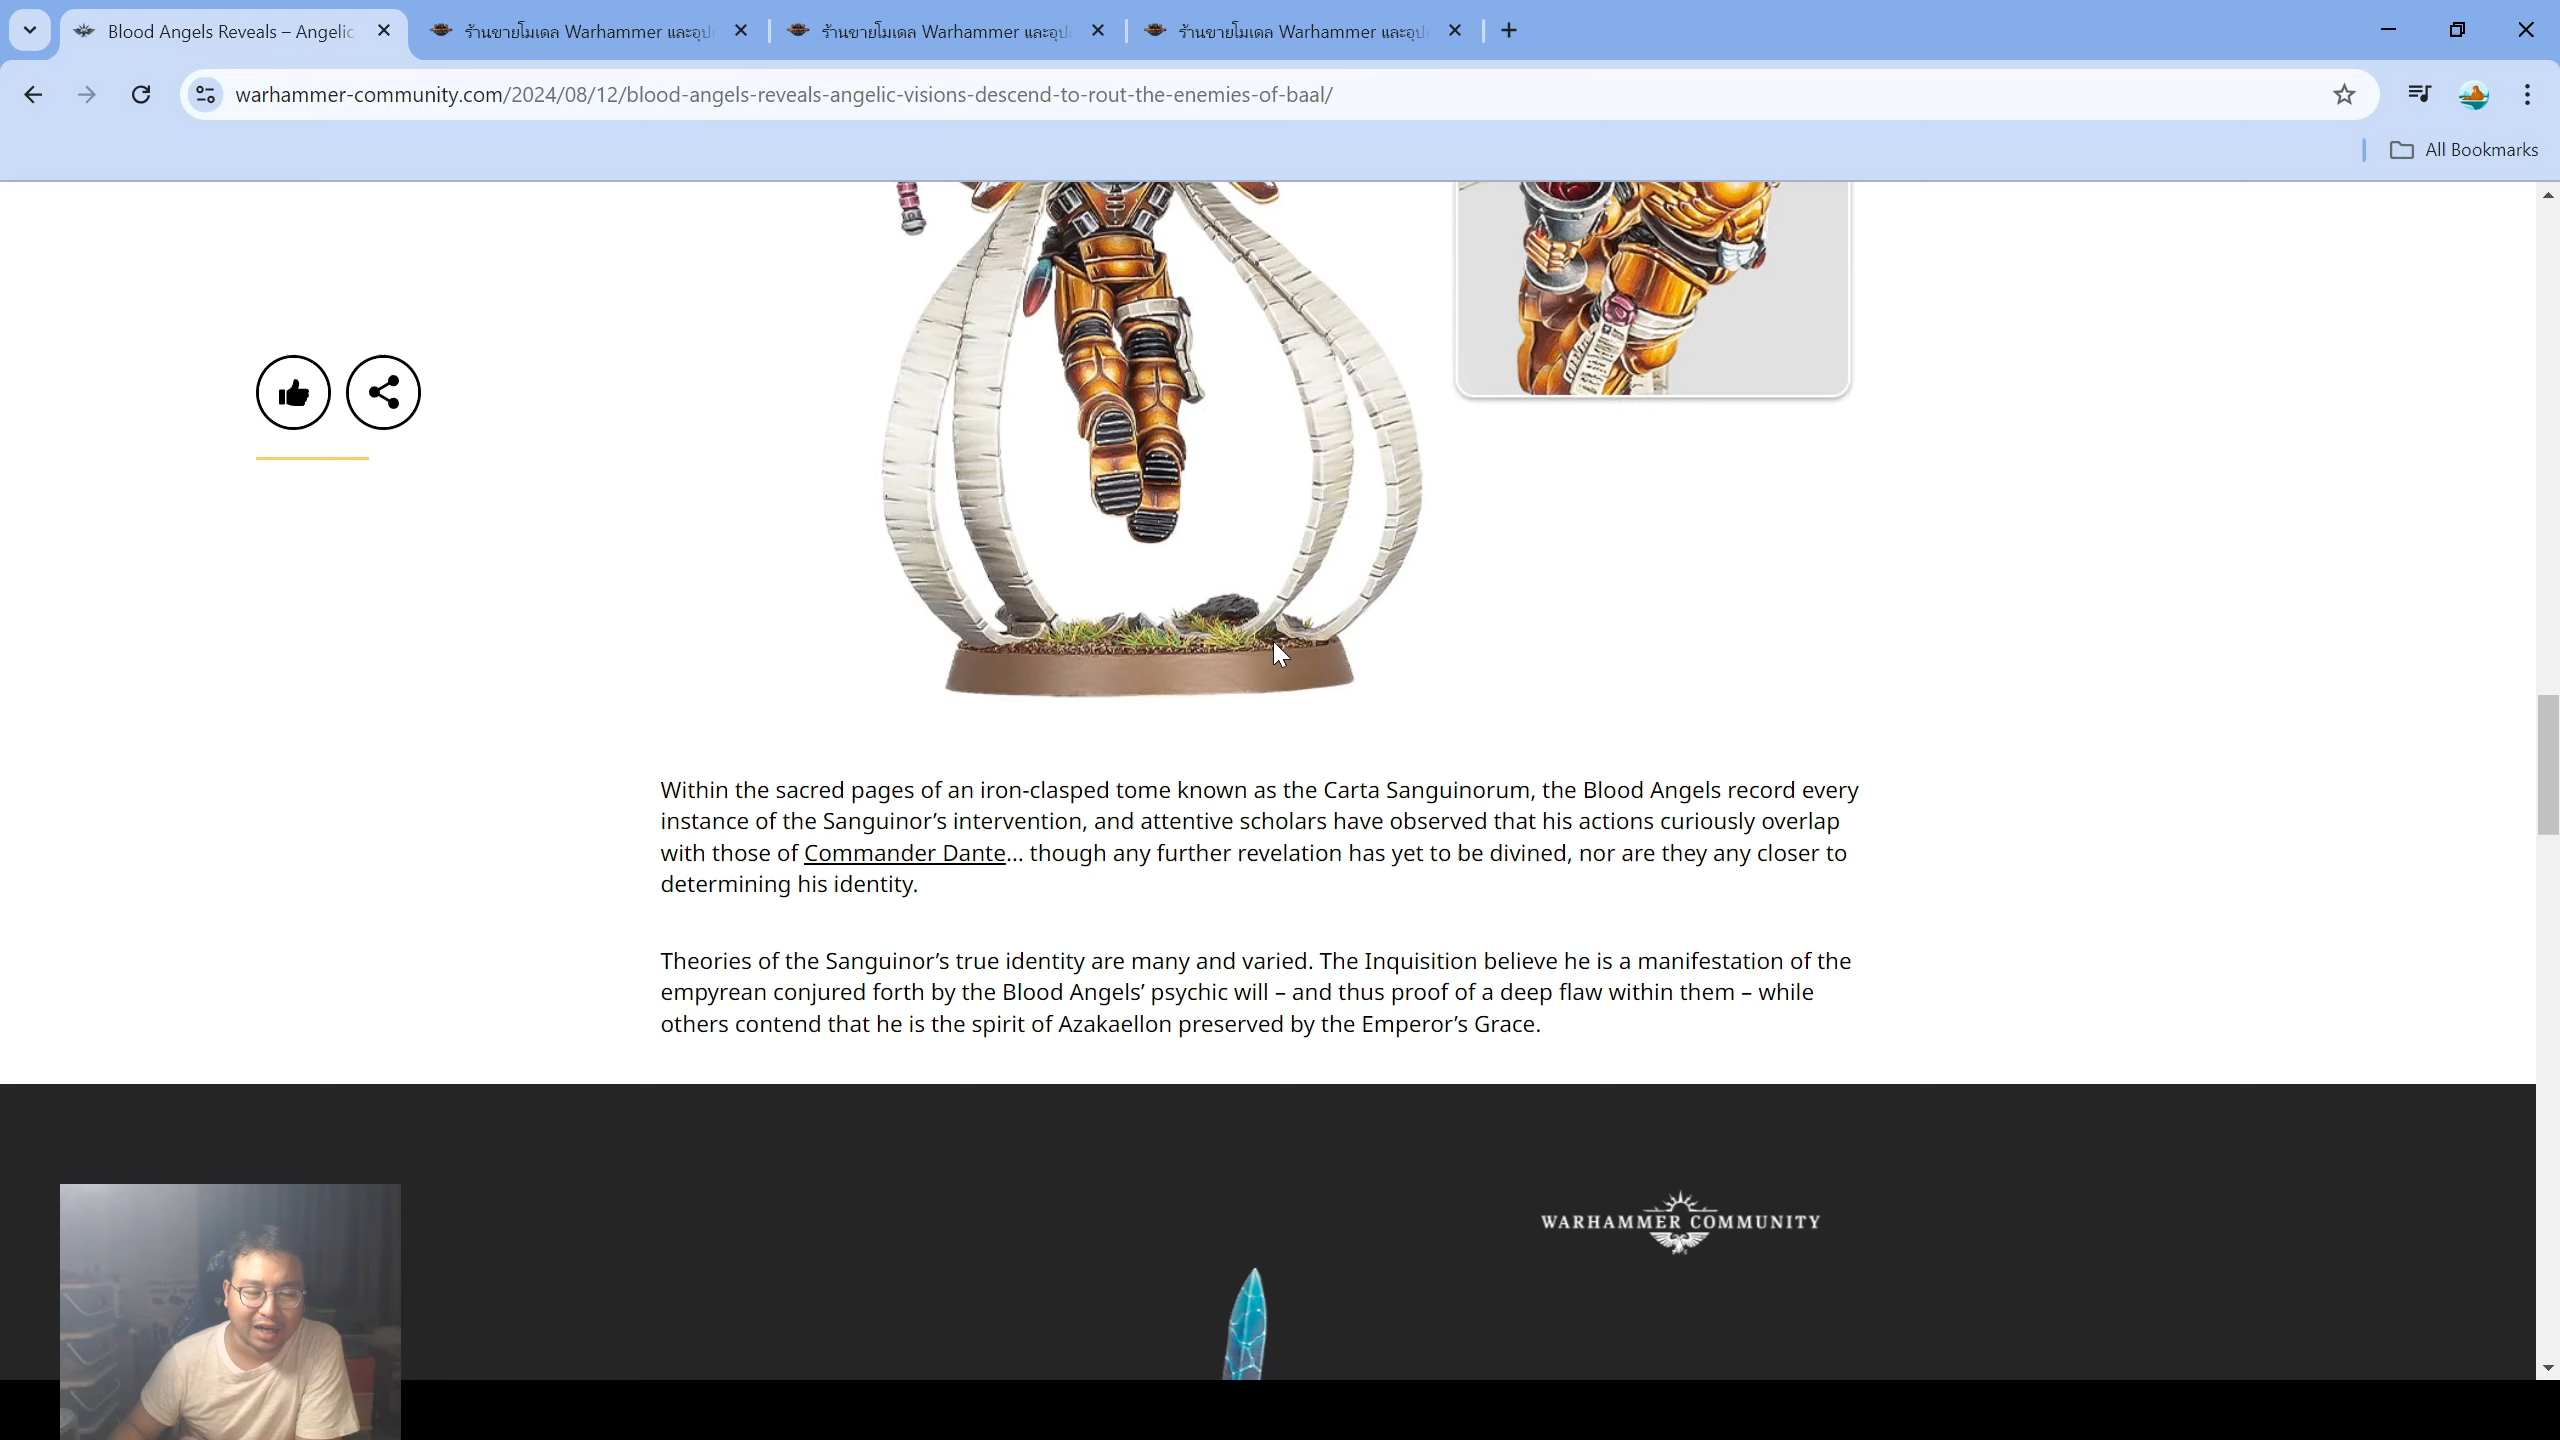 Blood Angels Reveals – Angelic
ร้านขายโมเดล Warhammer และอุป
ร้านขายโมเดล Warhammer และอุป
ร้านขายโมเดล Warhammer และอุป
warhammer-community.com/2024/08/12/blood-angels-reveals-angelic-visions-descend-to-rout-the-enemies-of-baal/
All Bookmarks
Within the sacred pages of an iron-clasped tome known as the Carta Sanguinorum, the Blood Angels record every
instance of the Sanguinor’s intervention, and attentive scholars have observed that his actions curiously overlap
with those of Commander Dante… though any further revelation has yet to be divined, nor are they any closer to
determining his identity.
Theories of the Sanguinor’s true identity are many and varied. The Inquisition believe he is a manifestation of the
empyrean conjured forth by the Blood Angels’ psychic will – and thus proof of a deep flaw within them – while
others contend that he is the spirit of Azakaellon preserved by the Emperor’s Grace.
WARHAMMER COMMUNITY